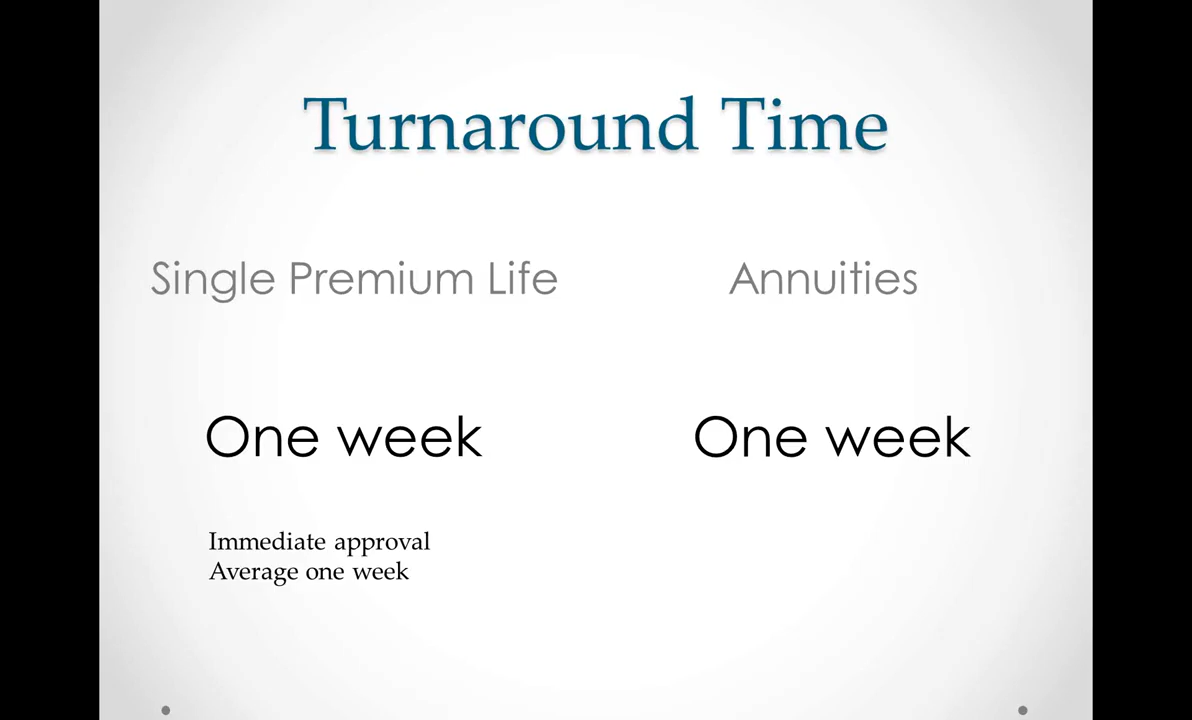 Turnaround Time
Single Premium Life
Annuities
One week
One week
Immediate approval
Average one week